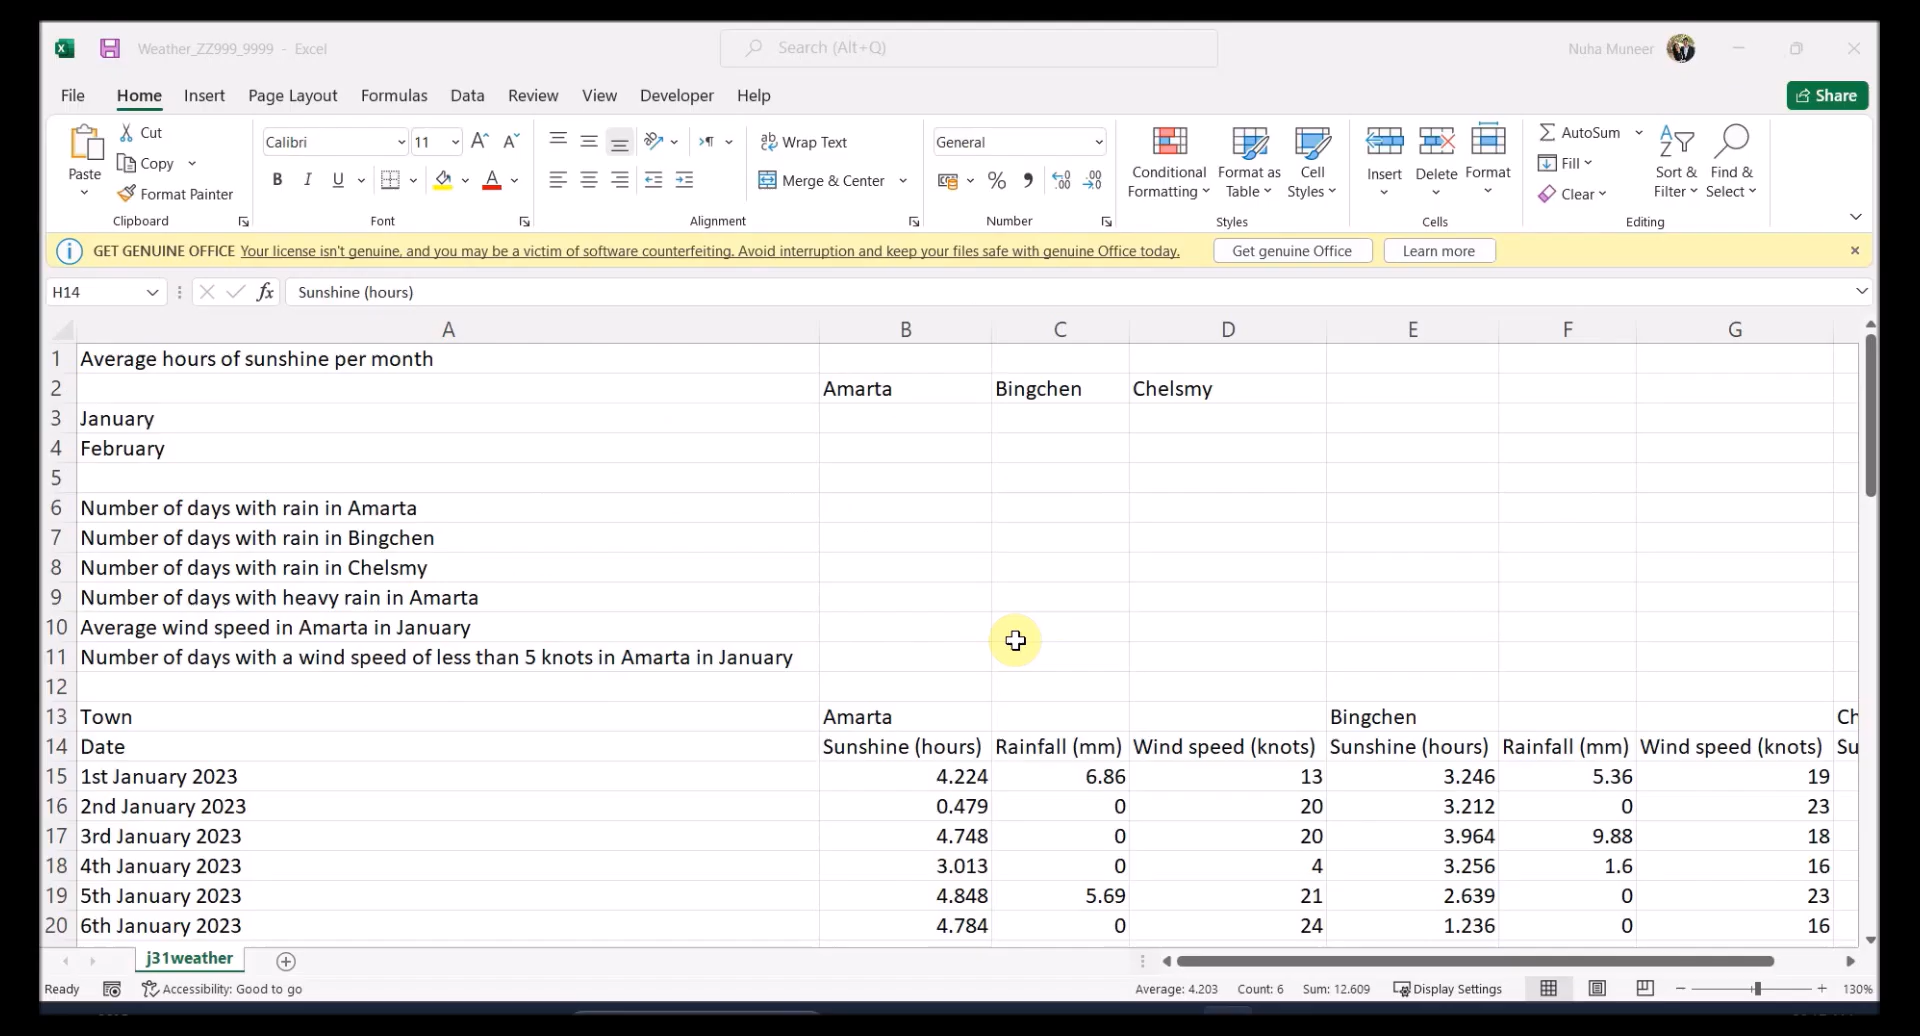 Weather_ZZ999_9999 - Excel
Search (Alt+Q)
Nuha Muneer
File Home Insert Page Layout Formulas Data Review View Developer Help
Share
Paste
Cut
Copy
Format Painter
Clipboard
Calibri 11
B I U
Font
Wrap Text
Merge & Center
Alignment
General
Number
Conditional Formatting
Format as Table
Cell Styles
Styles
Insert Delete Format
Cells
AutoSum
Fill
Clear
Sort & Filter
Find & Select
Editing
GET GENUINE OFFICE Your license isn't genuine, and you may be a victim of software counterfeiting. Avoid interruption and keep your files safe with genuine Office today. Get genuine Office Learn more
H14 fx Sunshine (hours)
A B C D E F G
1 Average hours of sunshine per month
2 Amarta Bingchen Chelsmy
3 January
4 February
5
6 Number of days with rain in Amarta
7 Number of days with rain in Bingchen
8 Number of days with rain in Chelsmy
9 Number of days with heavy rain in Amarta
10 Average wind speed in Amarta in January
11 Number of days with a wind speed of less than 5 knots in Amarta in January
12
13 Town Amarta Bingchen Ch
14 Date Sunshine (hours) Rainfall (mm) Wind speed (knots) Sunshine (hours) Rainfall (mm) Wind speed (knots) Su
15 1st January 2023 4.224 6.86 13 3.246 5.36 19
16 2nd January 2023 0.479 0 20 3.212 0 23
17 3rd January 2023 4.748 0 20 3.964 9.88 18
18 4th January 2023 3.013 0 4 3.256 1.6 16
19 5th January 2023 4.848 5.69 21 2.639 0 23
20 6th January 2023 4.784 0 24 1.236 0 16
j31weather
Ready Accessibility: Good to go Average: 4.203 Count: 6 Sum: 12.609 Display Settings 130%